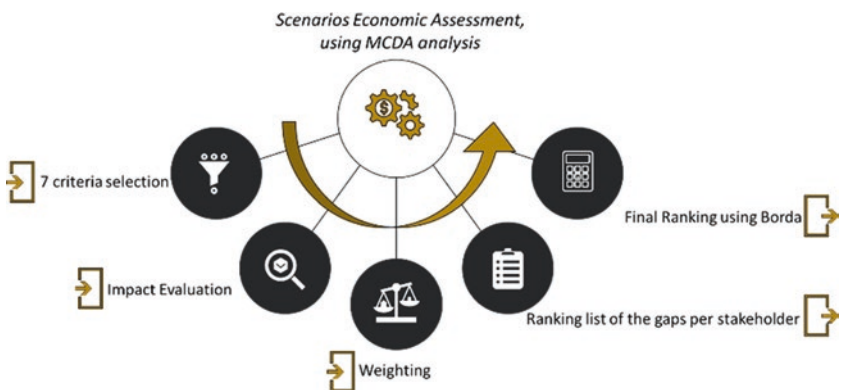 Scenarios Economic Assessment,
using MCDA analysis
$
7 criteria selection
Impact Evaluation
Weighting
Ranking list of the gaps per stakeholder
Final Ranking using Borda